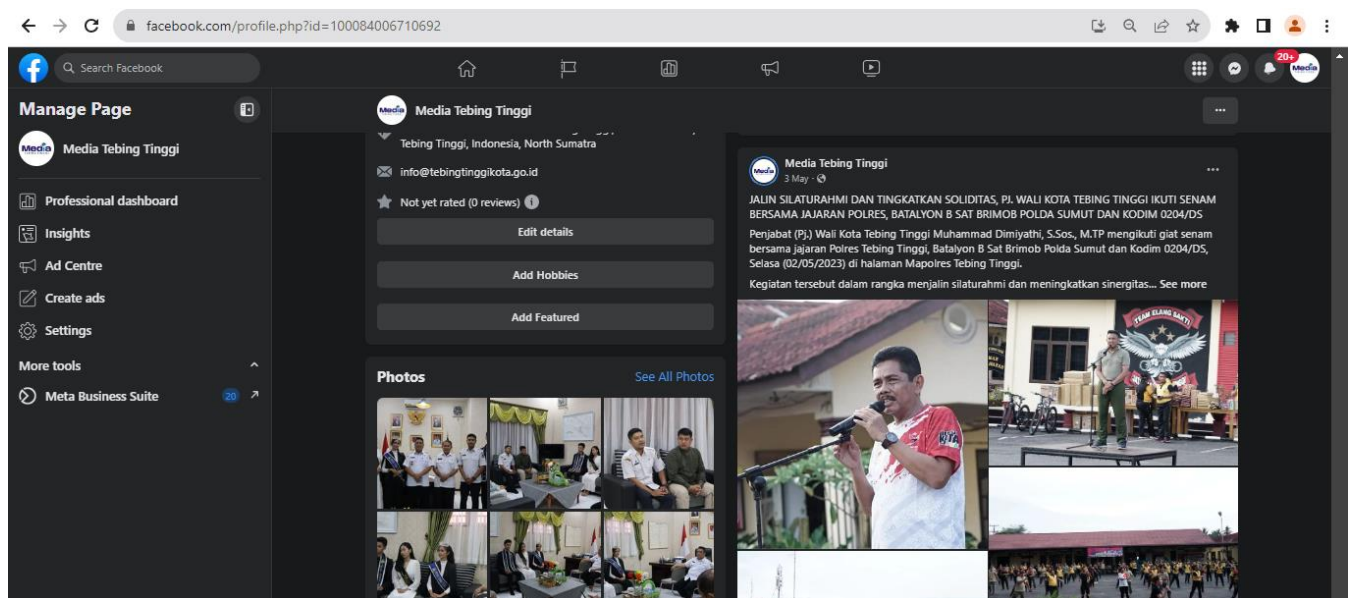 facebook.com/profile.php?id=100084006710692
Search Facebook
20+
Media
Manage Page
Media
Media Tebing Tinggi
Professional dashboard
Insights
Ad Centre
Create ads
Settings
More tools
Meta Business Suite
20
Media
Media Tebing Tinggi
...
Tebing Tinggi, Indonesia, North Sumatra
info@tebingtinggikota.go.id
Not yet rated (0 reviews)
Edit details
Add Hobbies
Add Featured
Photos
See All Photos
Media
Media Tebing Tinggi
3 May ·
...
JALIN SILATURAHMI DAN TINGKATKAN SOLIDITAS, PJ. WALI KOTA TEBING TINGGI IKUTI SENAM
BERSAMA JAJARAN POLRES, BATALYON B SAT BRIMOB POLDA SUMUT DAN KODIM 0204/DS
Penjabat (Pj.) Wali Kota Tebing Tinggi Muhammad Dimiyathi, S.Sos., M.TP mengikuti giat senam
bersama jajaran Polres Tebing Tinggi, Batalyon B Sat Brimob Polda Sumut dan Kodim 0204/DS,
Selasa (02/05/2023) di halaman Mapolres Tebing Tinggi.
Kegiatan tersebut dalam rangka menjalin silaturahmi dan meningkatkan sinergitas... See more
TEAM ELANG SAKTI